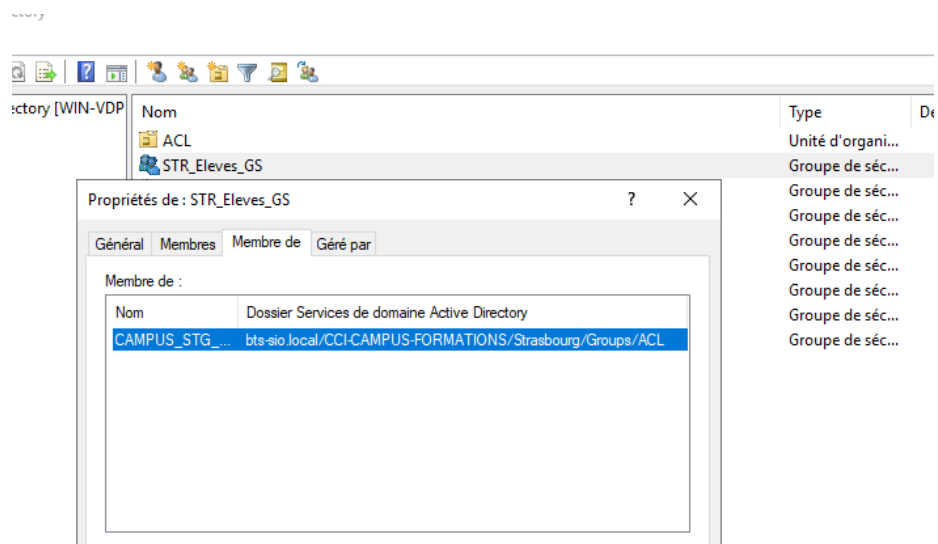 ectory [WIN-VDP
Nom Type De
ACL Unité d'organi...
STR_Eleves_GS Groupe de séc...
Propriétés de : STR_Eleves_GS ? Groupe de séc...
Groupe de séc...
Général Membres Membre de Géré par Groupe de séc...
Groupe de séc...
Membre de : Groupe de séc...
Nom Dossier Services de domaine Active Directory Groupe de séc...
CAMPUS_STG_... bts-sio.local/CCI-CAMPUS-FORMATIONS/Strasbourg/Groups/ACL Groupe de séc...